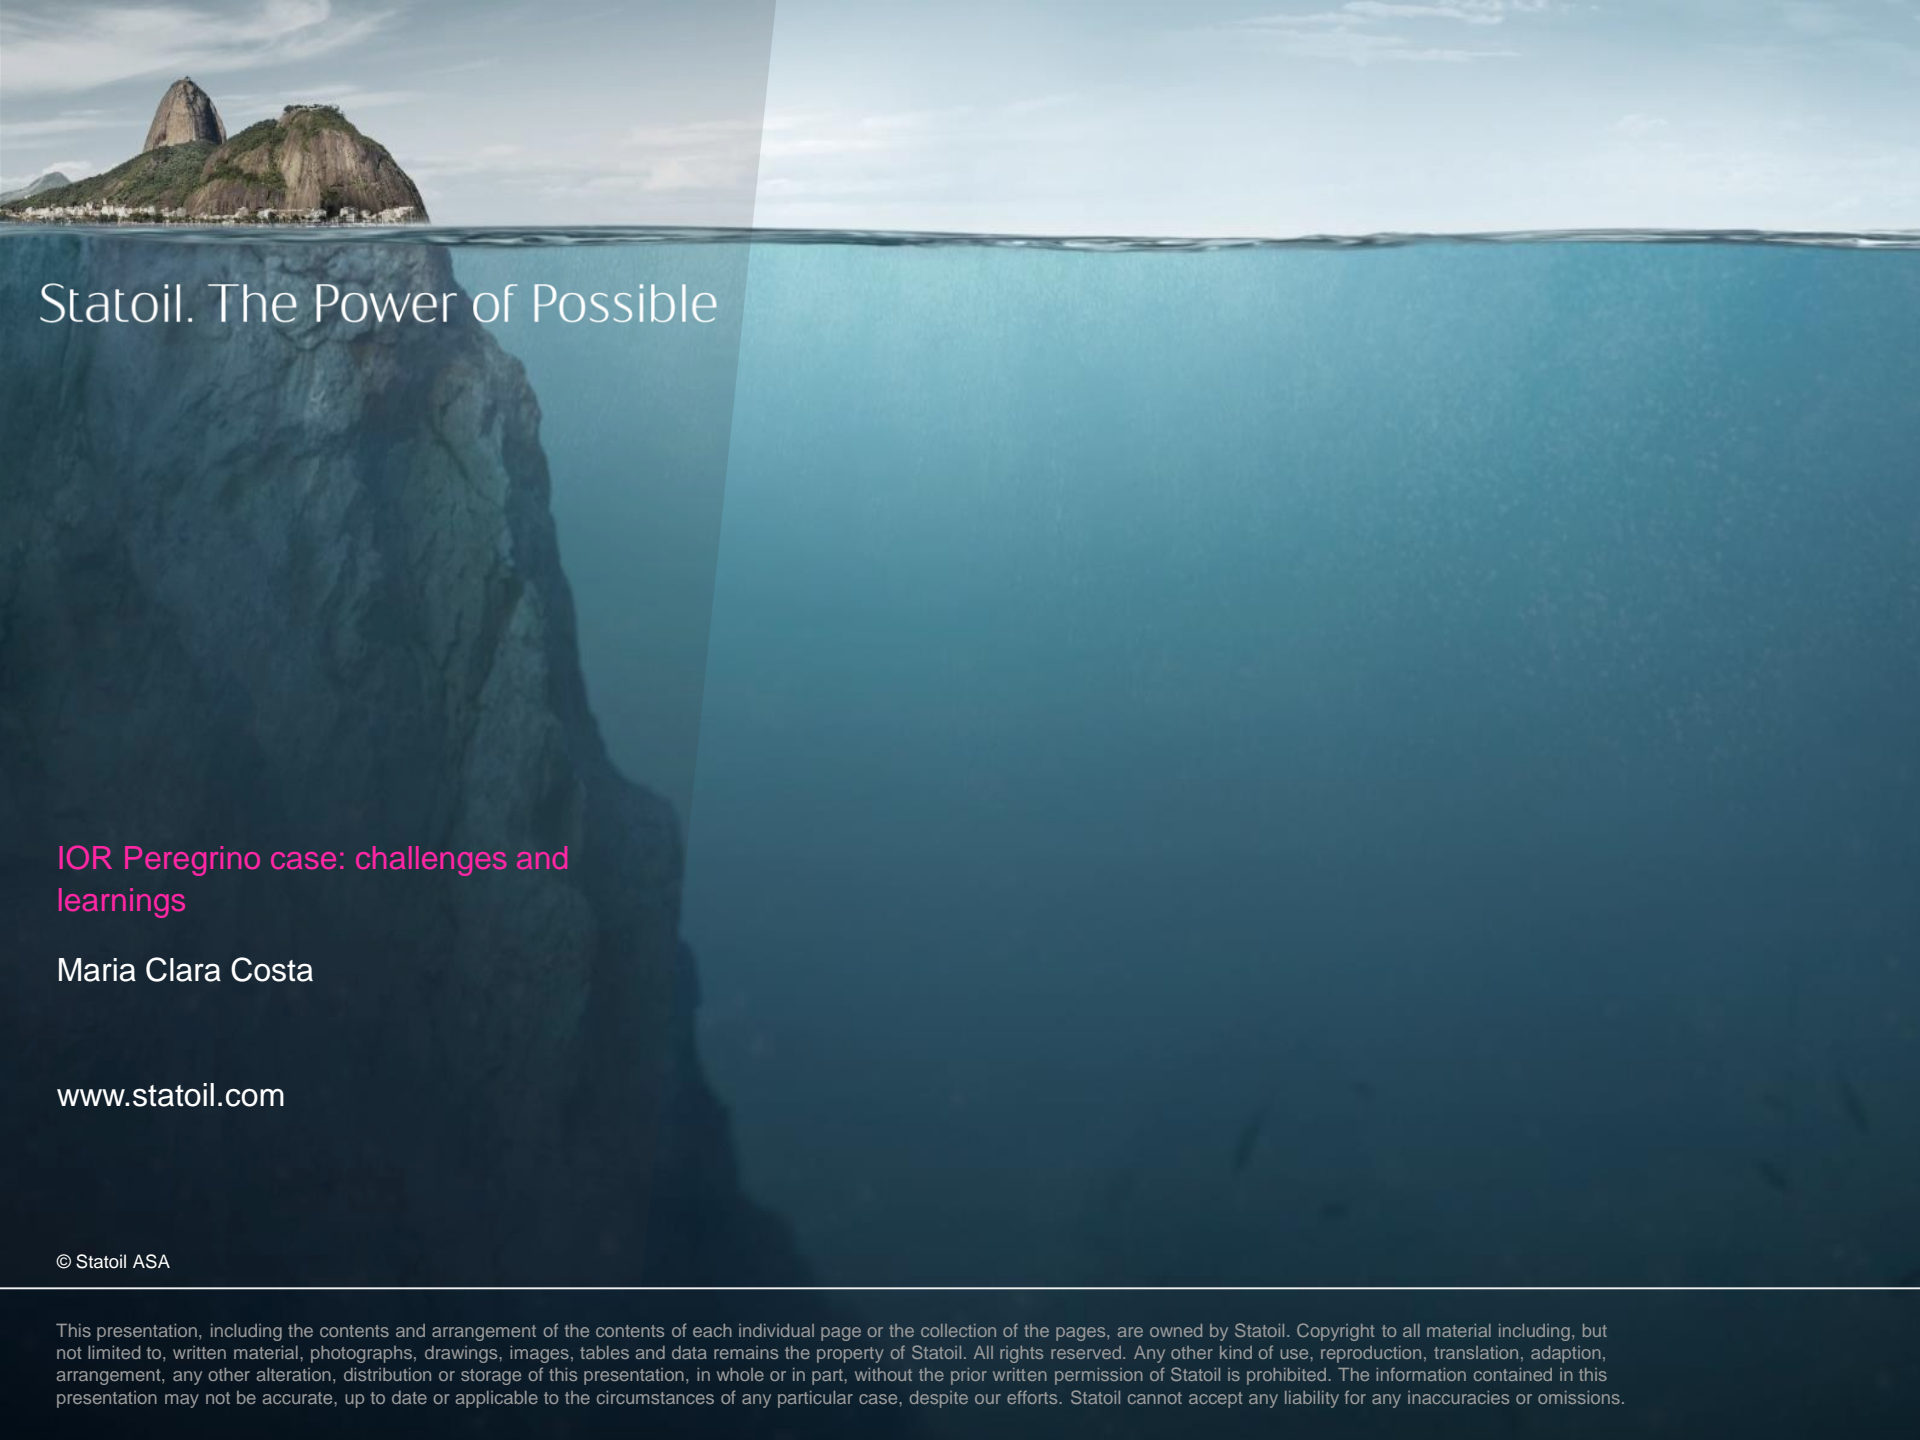 Statoil. The Power of Possible
IOR Peregrino case: challenges and
learnings
Maria Clara Costa
www.statoil.com
© Statoil ASA
This presentation, including the contents and arrangement of the contents of each individual page or the collection of the pages, are owned by Statoil. Copyright to all material including, but
not limited to, written material, photographs, drawings, images, tables and data remains the property of Statoil. All rights reserved. Any other kind of use, reproduction, translation, adaption,
arrangement, any other alteration, distribution or storage of this presentation, in whole or in part, without the prior written permission of Statoil is prohibited. The information contained in this
presentation may not be accurate, up to date or applicable to the circumstances of any particular case, despite our efforts. Statoil cannot accept any liability for any inaccuracies or omissions.